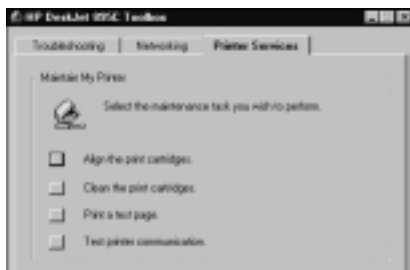 HP DeskJet 895C Toolbox
Troubleshooting Networking Printer Services
Maintain My Printer
Select the maintenance task you wish to perform.
Align the print cartridges.
Clean the print cartridges.
Print a test page.
Test printer communication.